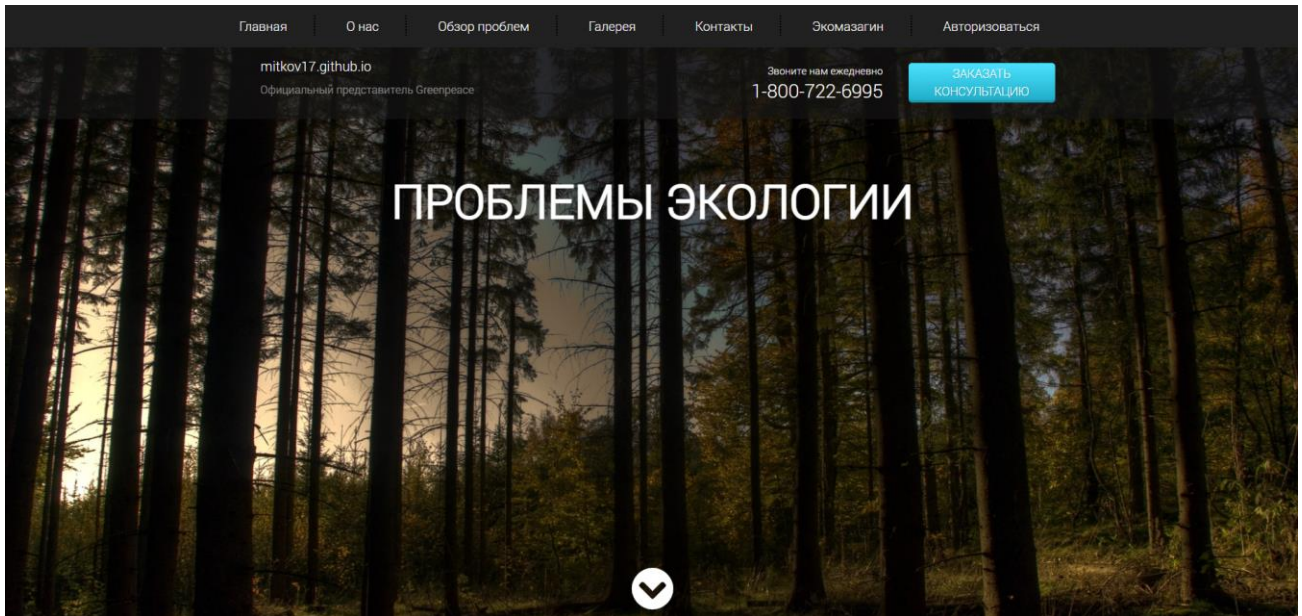 Главная О нас Обзор проблем Галерея Контакты Экомазагин Авторизоваться
mitkov17.github.io
Официальный представитель Greenpeace
Звоните нам ежедневно
1-800-722-6995
ЗАКАЗАТЬ
КОНСУЛЬТАЦИЮ
ПРОБЛЕМЫ ЭКОЛОГИИ